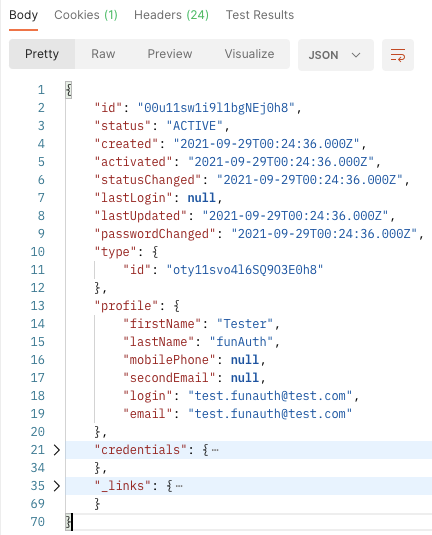 Body Cookies (1) Headers (24) Test Results
Pretty Raw Preview Visualize JSON
1 {
2 "id": "00u11sw1i9l1bgNEj0h8",
3 "status": "ACTIVE",
4 "created": "2021-09-29T00:24:36.000Z",
5 "activated": "2021-09-29T00:24:36.000Z",
6 "statusChanged": "2021-09-29T00:24:36.000Z",
7 "lastLogin": null,
8 "lastUpdated": "2021-09-29T00:24:36.000Z",
9 "passwordChanged": "2021-09-29T00:24:36.000Z",
10 "type": {
11 "id": "oty11svo4l6SQ9O3E0h8"
12 },
13 "profile": {
14 "firstName": "Tester",
15 "lastName": "funAuth",
16 "mobilePhone": null,
17 "secondEmail": null,
18 "login": "test.funauth@test.com",
19 "email": "test.funauth@test.com"
20 },
21 "credentials": {⋯
34 },
35 "_links": {⋯
69 }
70 }